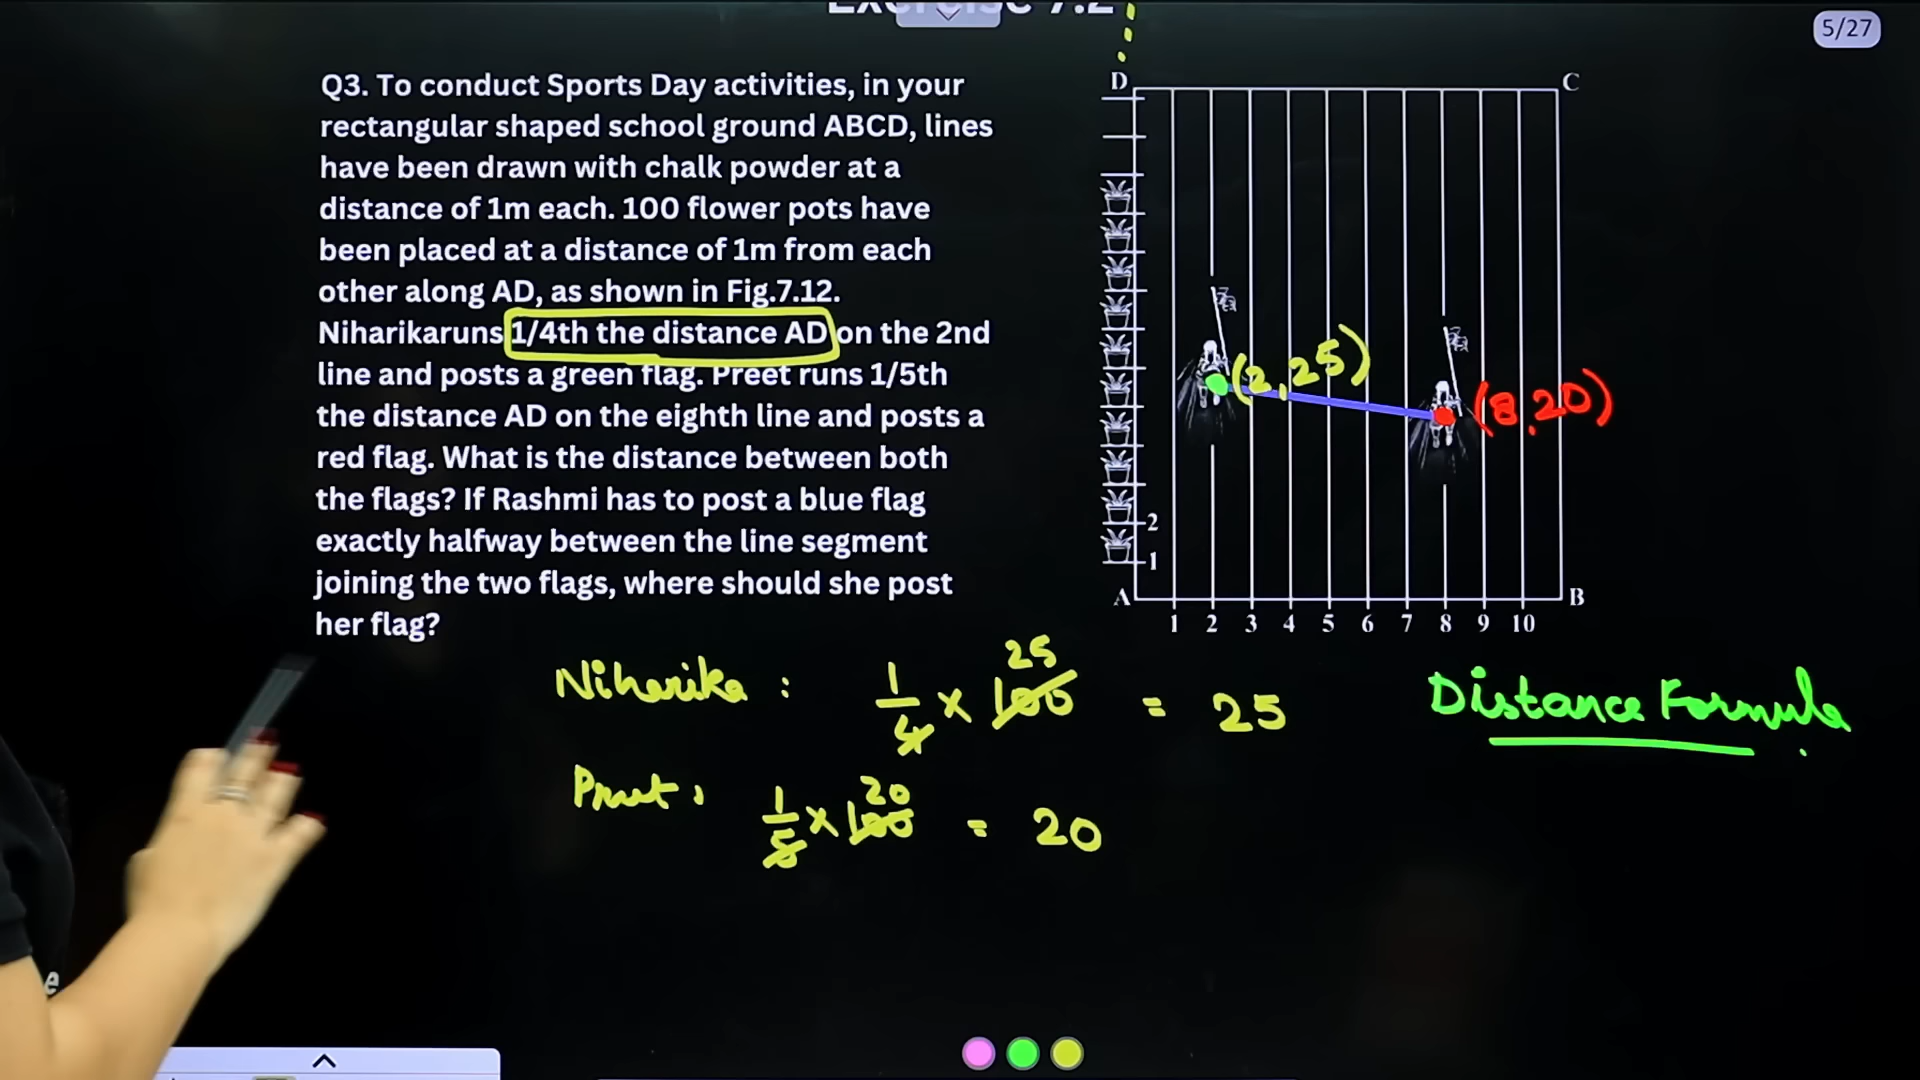 Exercise 7.2
5/27
Q3. To conduct Sports Day activities, in your
rectangular shaped school ground ABCD, lines
have been drawn with chalk powder at a
distance of 1m each. 100 flower pots have
been placed at a distance of 1m from each
other along AD, as shown in Fig.7.12.
Niharikaruns 1/4th the distance AD on the 2nd
line and posts a green flag. Preet runs 1/5th
the distance AD on the eighth line and posts a
red flag. What is the distance between both
the flags? If Rashmi has to post a blue flag
exactly halfway between the line segment
joining the two flags, where should she post
her flag?
D C
(2,25)
(8,20)
2
1
A B
1 2 3 4 5 6 7 8 9 10
Niharika : 1/4 x 100 25 = 25
Distance Formula
Preet : 1/5 x 100 20 = 20
e